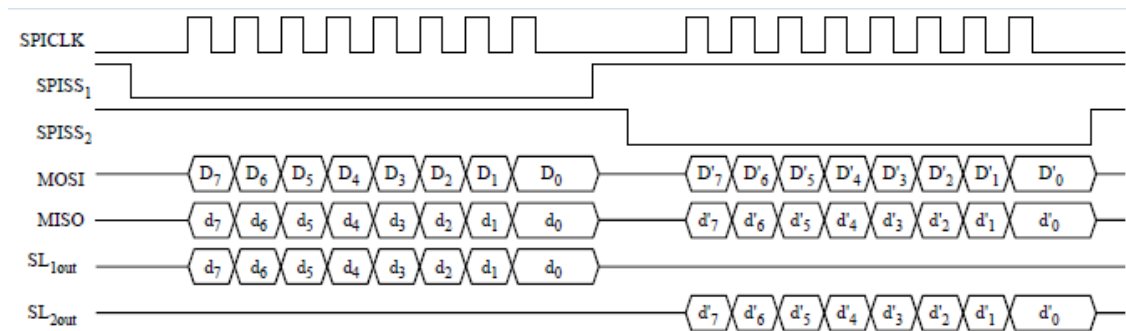 SPICLK
SPISS₁
SPISS₂
MOSI D₇ D₆ D₅ D₄ D₃ D₂ D₁ D₀ D'₇ D'₆ D'₅ D'₄ D'₃ D'₂ D'₁ D'₀
MISO d₇ d₆ d₅ d₄ d₃ d₂ d₁ d₀ d'₇ d'₆ d'₅ d'₄ d'₃ d'₂ d'₁ d'₀
SL₁out d₇ d₆ d₅ d₄ d₃ d₂ d₁ d₀
SL₂out d'₇ d'₆ d'₅ d'₄ d'₃ d'₂ d'₁ d'₀